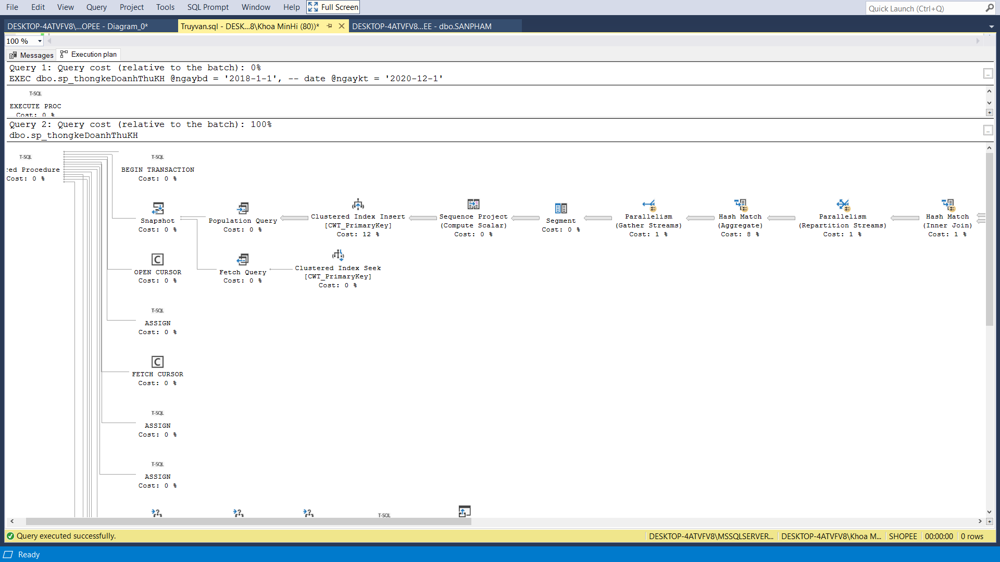 File Edit View Query Project Tools SQL Prompt Window Help Full Screen
Quick Launch (Ctrl+Q)
DESKTOP-4ATVFV8\...OPEE - Diagram_0*
Truyvan.sql - DESK...8\Khoa MinHi (80))*
DESKTOP-4ATVFV8...EE - dbo.SANPHAM
100 %
Messages Execution plan
Query 1: Query cost (relative to the batch): 0%
EXEC dbo.sp_thongkeDoanhThuKH @ngaybd = '2018-1-1', -- date @ngaykt = '2020-12-1'
T-SQL
EXECUTE PROC
Cost: 0 %
Query 2: Query cost (relative to the batch): 100%
dbo.sp_thongkeDoanhThuKH
T-SQL
red Procedure
Cost: 0 %
T-SQL
BEGIN TRANSACTION
Cost: 0 %
Snapshot
Cost: 0 %
Population Query
Cost: 0 %
Clustered Index Insert
[CWT_PrimaryKey]
Cost: 12 %
Sequence Project
(Compute Scalar)
Cost: 0 %
Segment
Cost: 0 %
Parallelism
(Gather Streams)
Cost: 1 %
Hash Match
(Aggregate)
Cost: 8 %
Parallelism
(Repartition Streams)
Cost: 1 %
Hash Match
(Inner Join)
Cost: 1 %
C
OPEN CURSOR
Cost: 0 %
Fetch Query
Cost: 0 %
Clustered Index Seek
[CWT_PrimaryKey]
Cost: 0 %
T-SQL
ASSIGN
Cost: 0 %
C
FETCH CURSOR
Cost: 0 %
T-SQL
ASSIGN
Cost: 0 %
T-SQL
ASSIGN
Cost: 0 %
T-SQL
Query executed successfully.
DESKTOP-4ATVFV8\MSSQLSERVER... DESKTOP-4ATVFV8\Khoa M... SHOPEE 00:00:00 0 rows
Ready